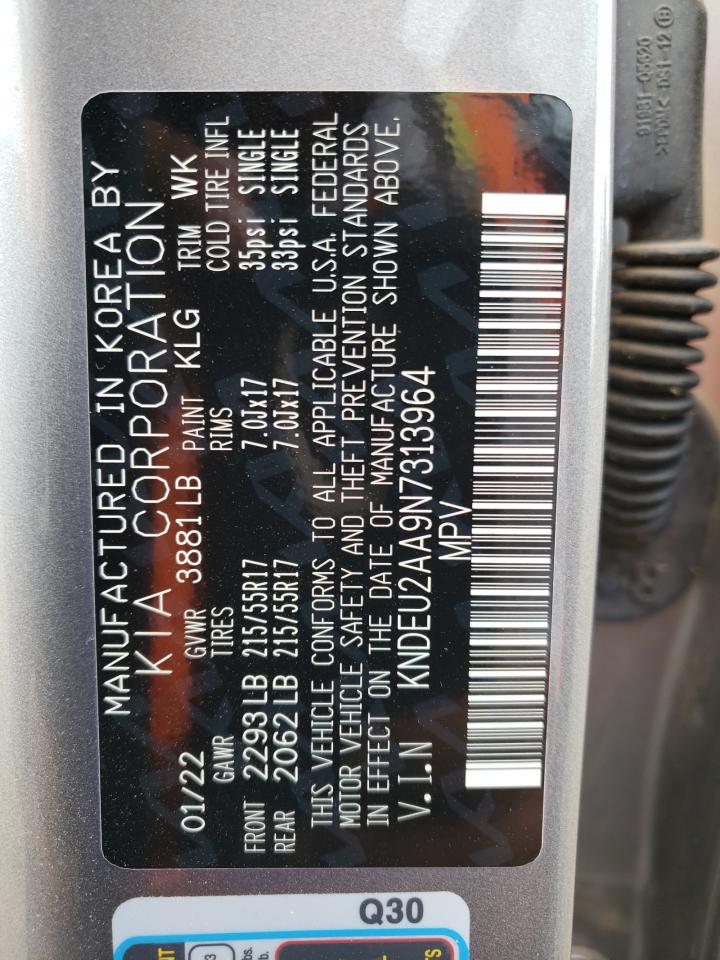 MANUFACTURED IN KOREA BY
KIA CORPORATION
01/22 GVWR 3881 LB PAINT KLG TRIM WK
GAWR TIRES RIMS COLD TIRE INFL
FRONT 2293 LB 215/55R17 7.0Jx17 35psi SINGLE
REAR 2062 LB 215/55R17 7.0Jx17 33psi SINGLE
THIS VEHICLE CONFORMS TO ALL APPLICABLE U.S.A. FEDERAL
MOTOR VEHICLE SAFETY AND THEFT PREVENTION STANDARDS
IN EFFECT ON THE DATE OF MANUFACTURE SHOWN ABOVE.
V.I.N KNDEU2AA9N7313964
MPV
Q30
91981-Q5820